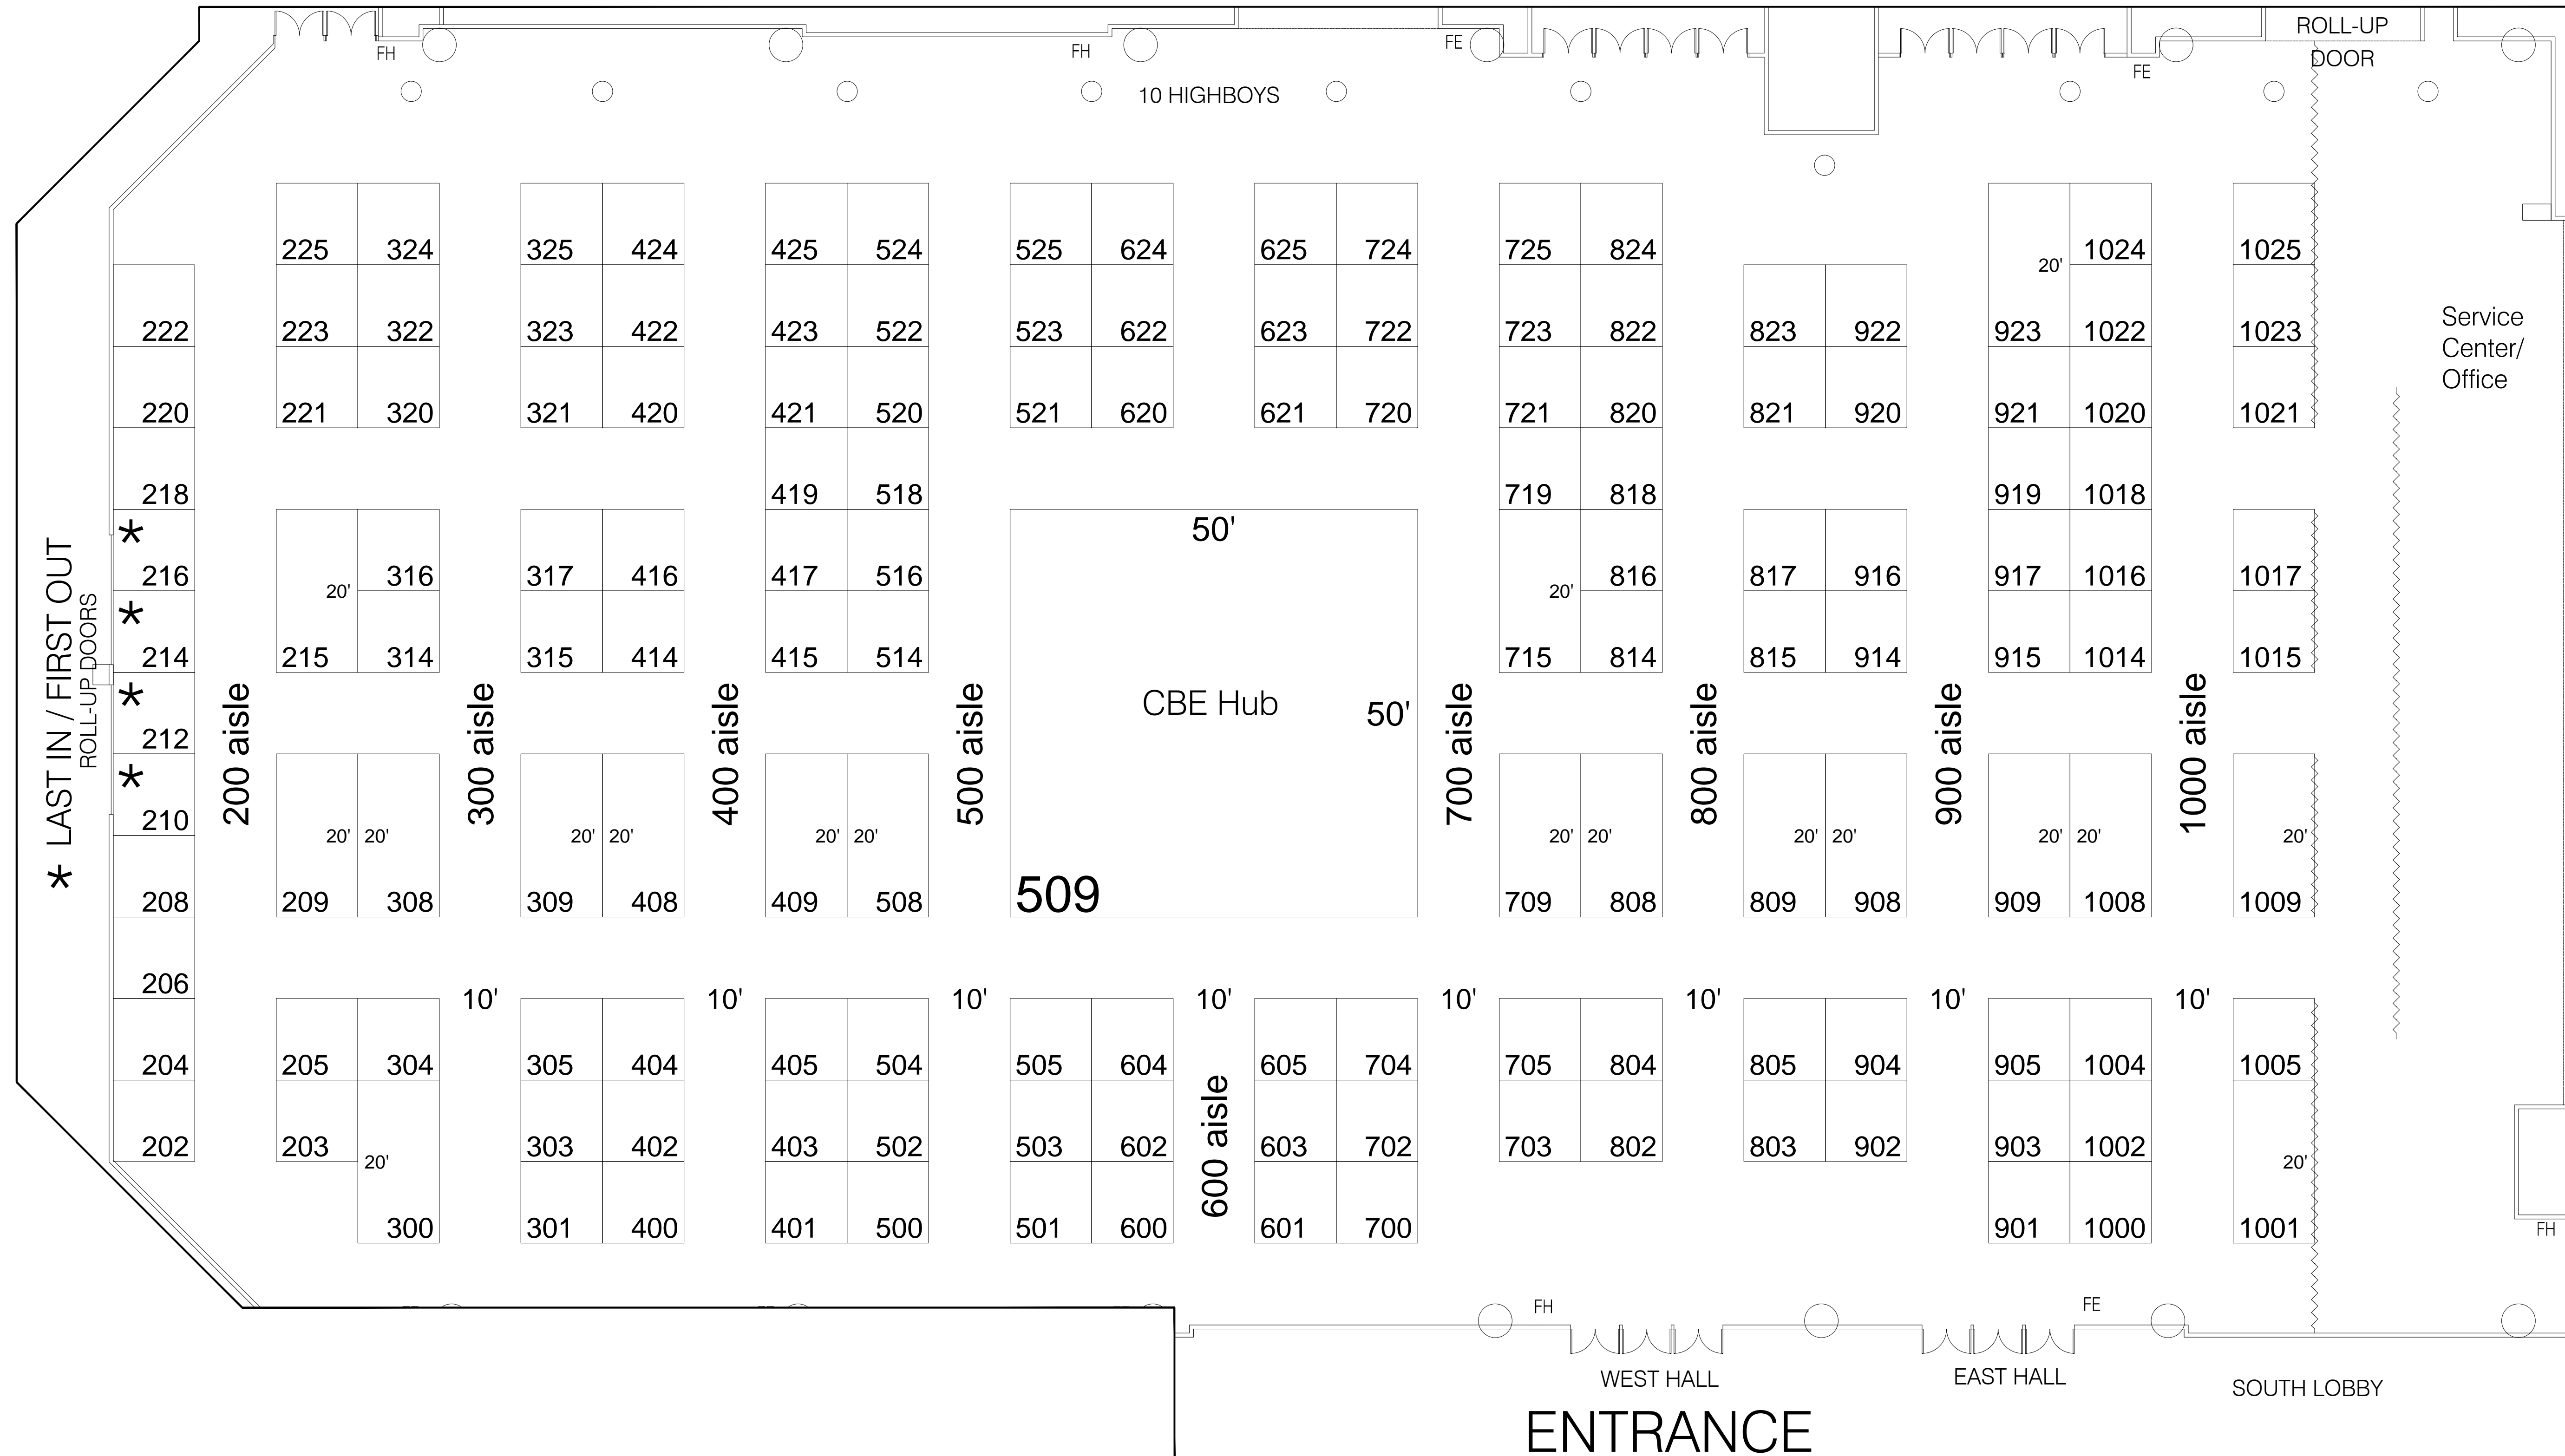 ROLL-UP
DOOR
FH
FH
FE
FE
10 HIGHBOYS
225 324 325 424 425 524 525 624 625 724 725 824 1024 1025
20'
222 223 322 323 422 423 522 523 622 623 722 723 822 823 922 923 1022 1023
220 221 320 321 420 421 520 521 620 621 720 721 820 821 920 921 1020 1021
Service
Center/
Office
218 419 518 719 818 919 1018
* 50'
216 316 317 416 417 516 816 817 916 917 1016 1017
20' 20'
*
214 215 314 315 414 415 514 715 814 815 914 915 1014 1015
*
CBE Hub
50'
212
*
210
* LAST IN / FIRST OUT
ROLL-UP DOORS
200 aisle
300 aisle
400 aisle
500 aisle
700 aisle
800 aisle
900 aisle
1000 aisle
20' 20' 20' 20' 20' 20' 20' 20' 20' 20' 20' 20' 20'
208 209 308 309 408 409 508 509 709 808 809 908 909 1008 1009
206
10' 10' 10' 10' 10' 10' 10' 10'
204 205 304 305 404 405 504 505 604 605 704 705 804 805 904 905 1004 1005
202 203 303 402 403 502 503 602 603 702 703 802 803 902 903 1002
20' 20'
600 aisle
300 301 400 401 500 501 600 601 700 901 1000 1001
FH
FH
FE
WEST HALL
EAST HALL
SOUTH LOBBY
ENTRANCE